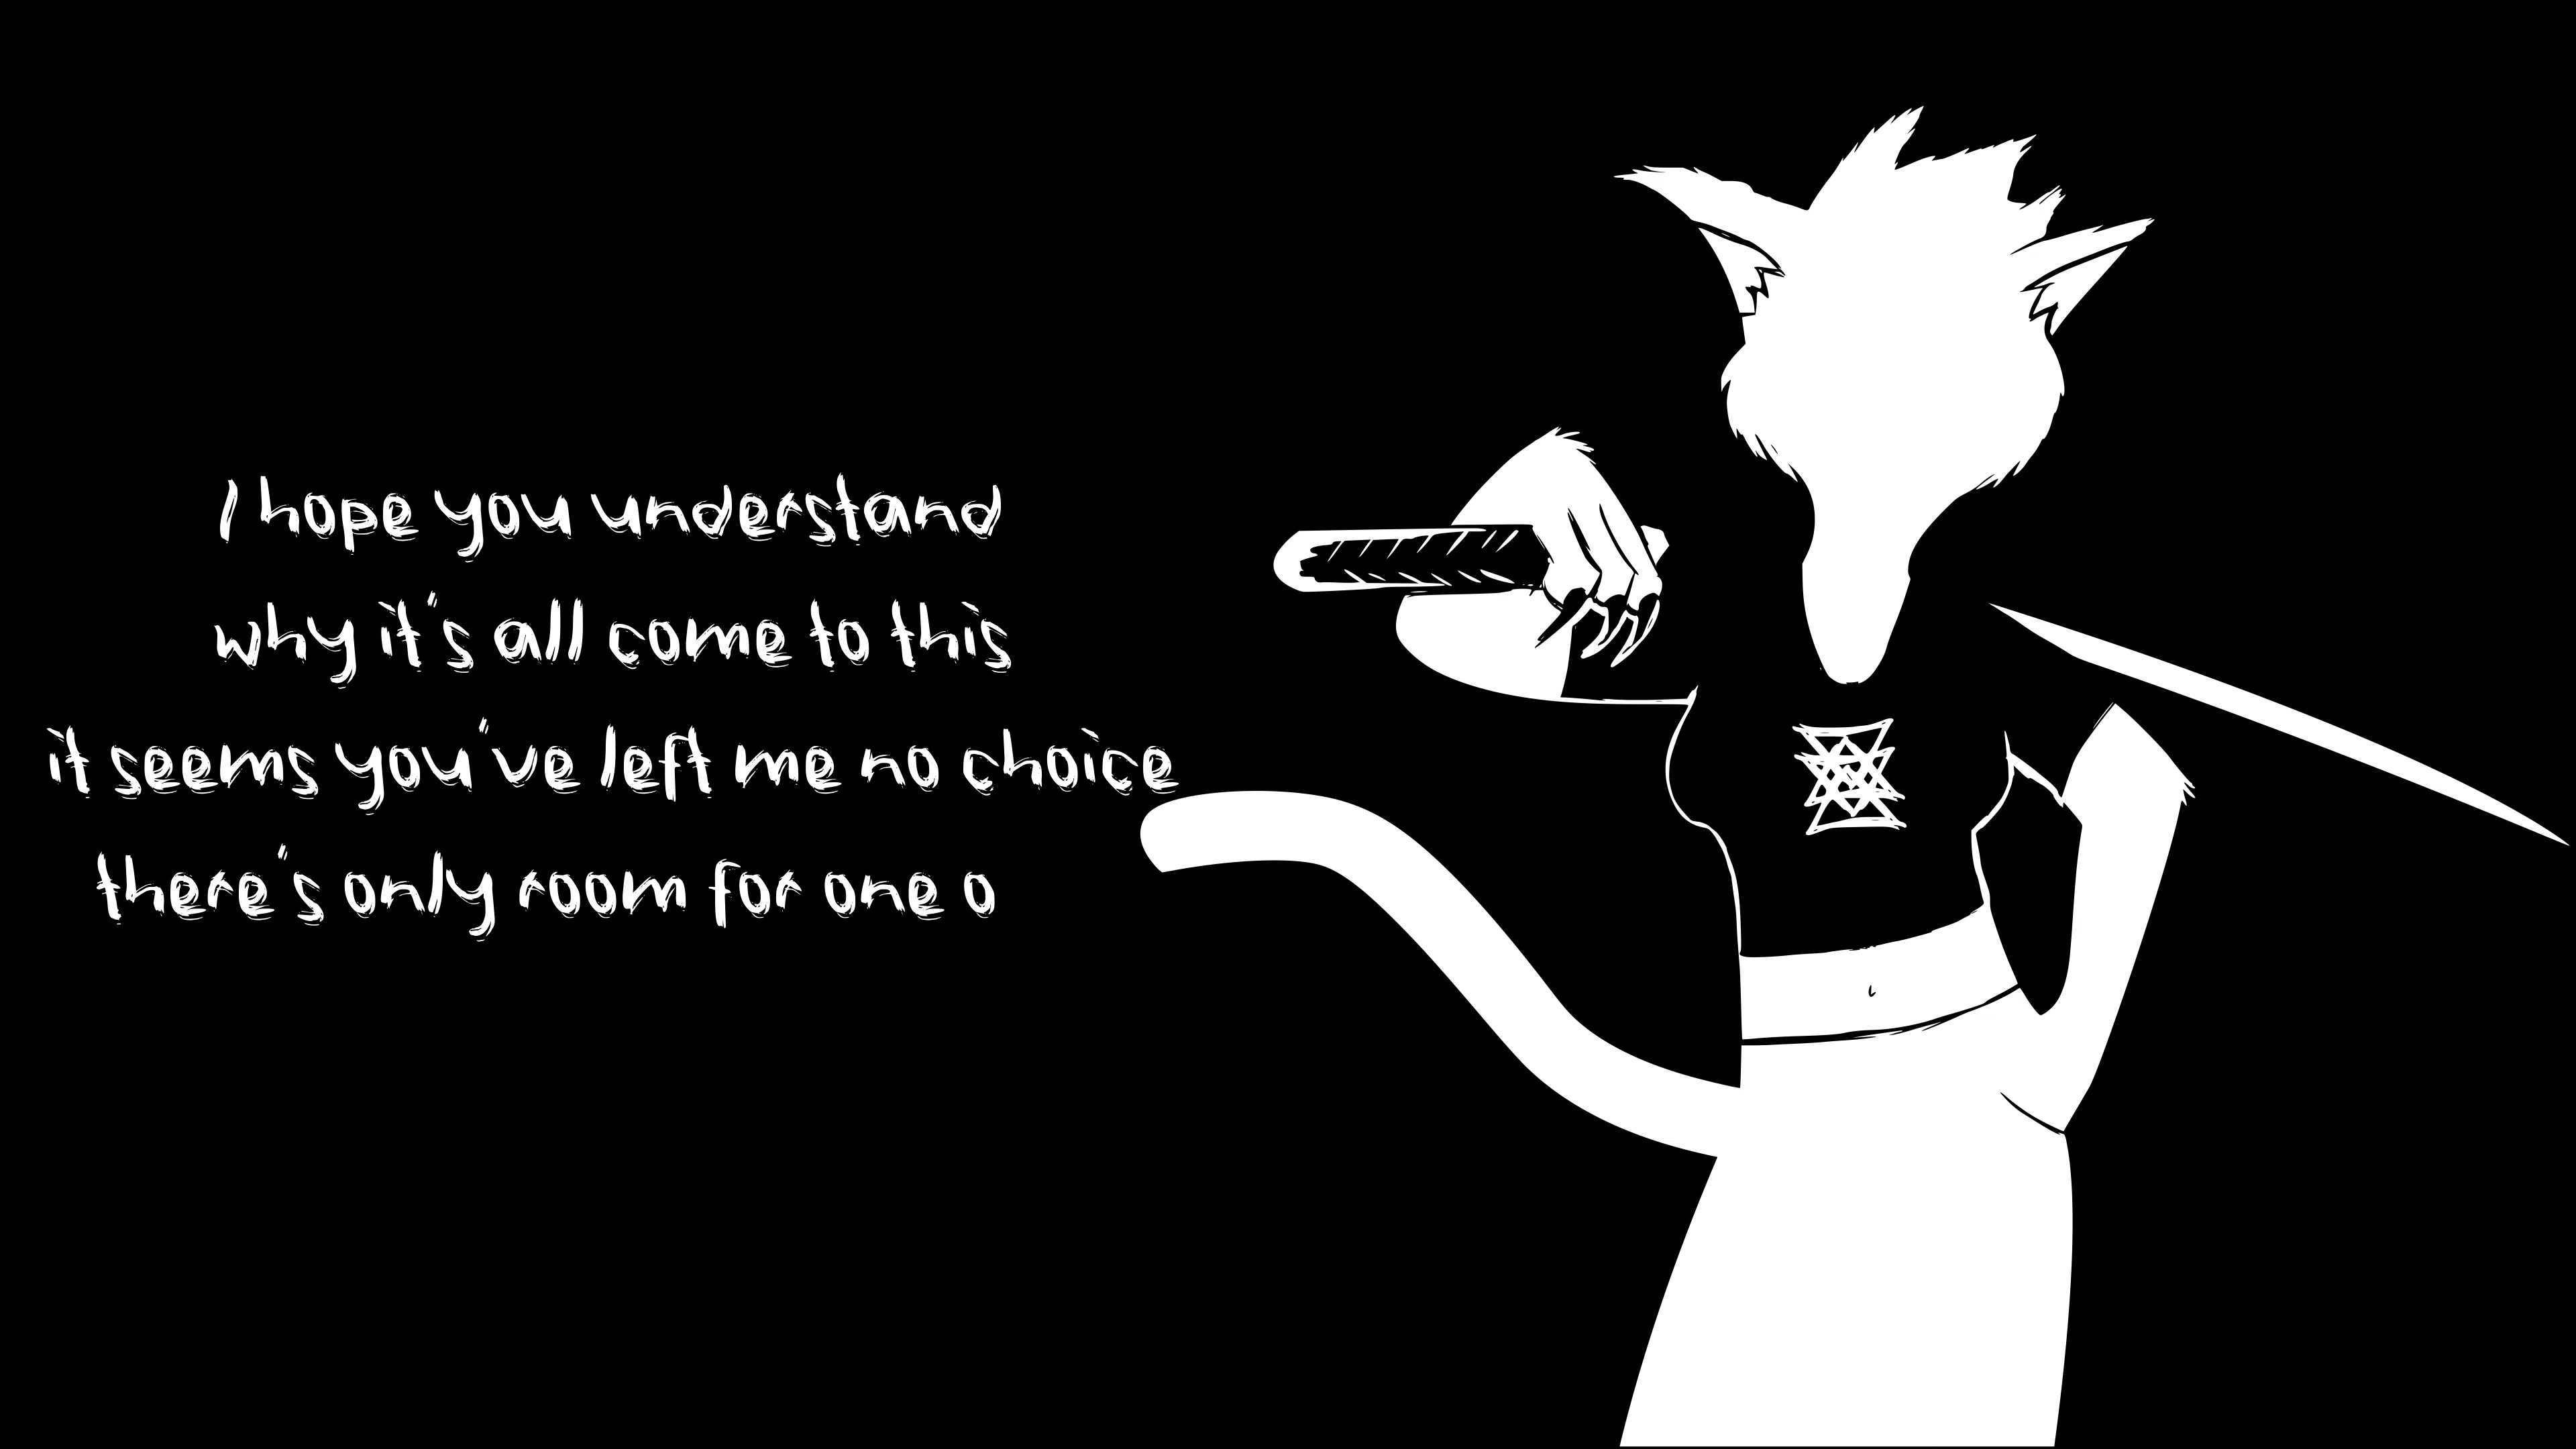 I hope you understand
why it's all come to this
it seems you've left me no choice
there's only room for one o